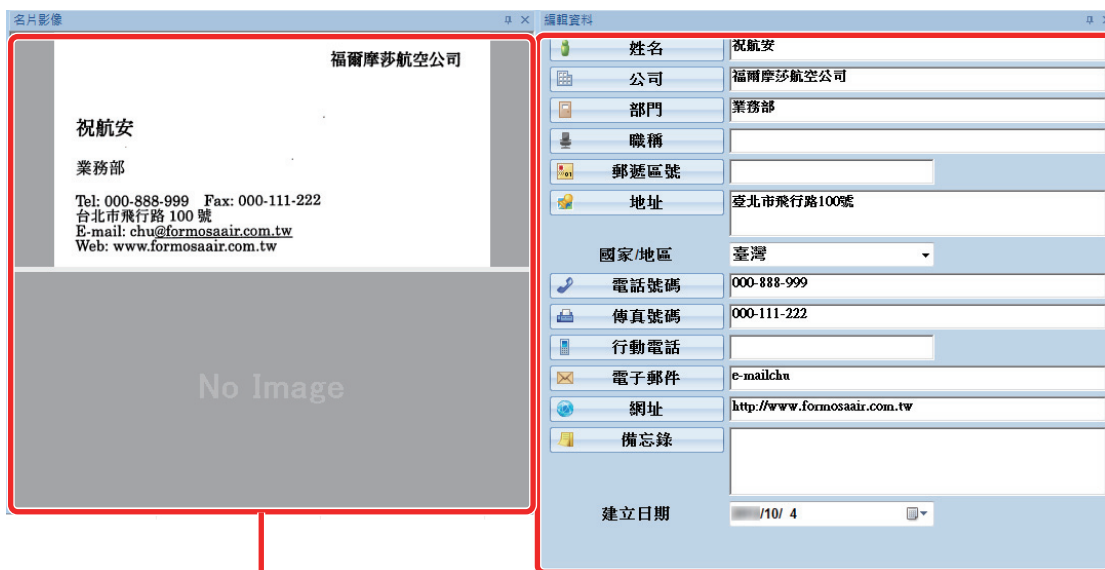 名片影像
福爾摩莎航空公司
祝航安
業務部
Tel: 000-888-999 Fax: 000-111-222
台北市飛行路 100 號
E-mail: chu@formosaair.com.tw
Web: www.formosaair.com.tw
No Image
編輯資料
姓名 祝航安
公司 福爾摩莎航空公司
部門 業務部
職稱
郵遞區號
地址 臺北市飛行路100號
國家/地區 臺灣
電話號碼 000-888-999
傳真號碼 000-111-222
行動電話
電子郵件 e-mailchu
網址 http://www.formosaair.com.tw
備忘錄
建立日期 /10/ 4